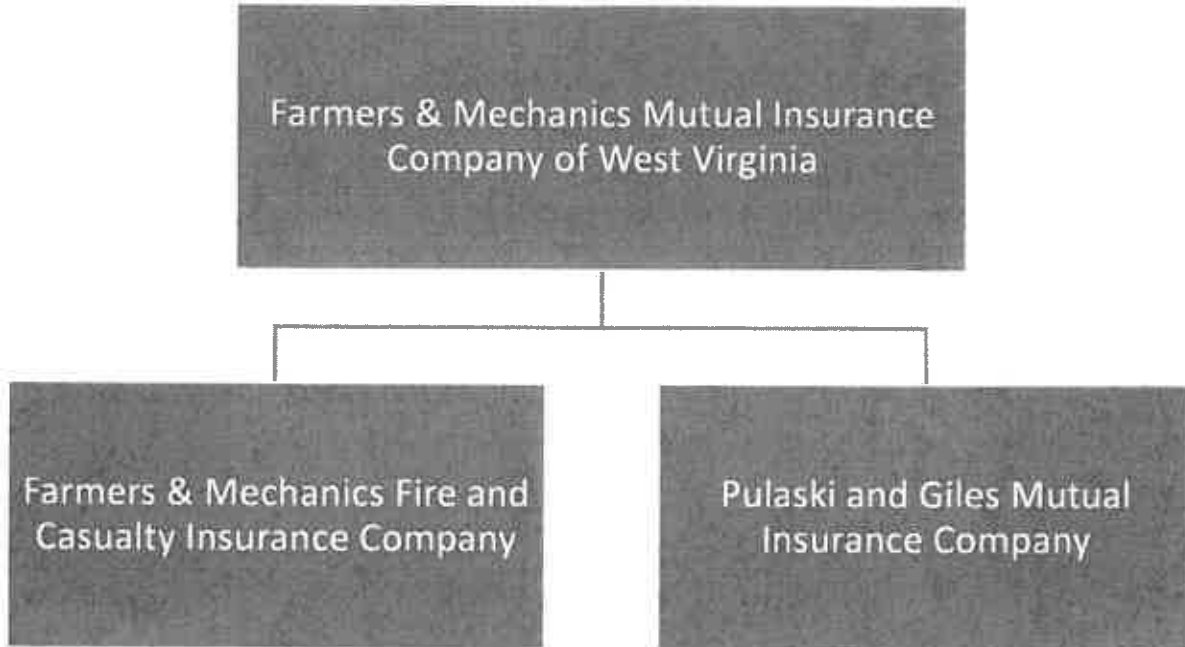 Farmers & Mechanics Mutual Insurance
Company of West Virginia
Farmers & Mechanics Fire and
Casualty Insurance Company
Pulaski and Giles Mutual
Insurance Company